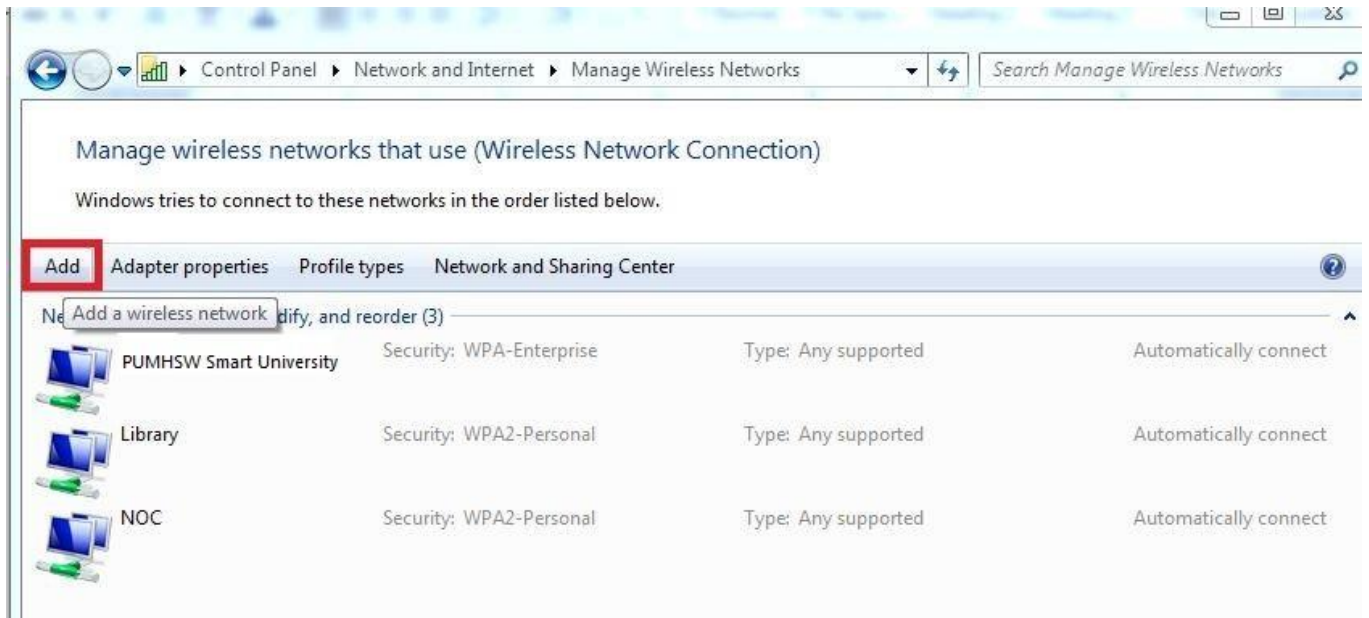 Control Panel Network and Internet Manage Wireless Networks Search Manage Wireless Networks
Manage wireless networks that use (Wireless Network Connection)
Windows tries to connect to these networks in the order listed below.
Add Adapter properties Profile types Network and Sharing Center
Add a wireless network dify, and reorder (3)
PUMHSW Smart University Security: WPA-Enterprise Type: Any supported Automatically connect
Library Security: WPA2-Personal Type: Any supported Automatically connect
NOC Security: WPA2-Personal Type: Any supported Automatically connect